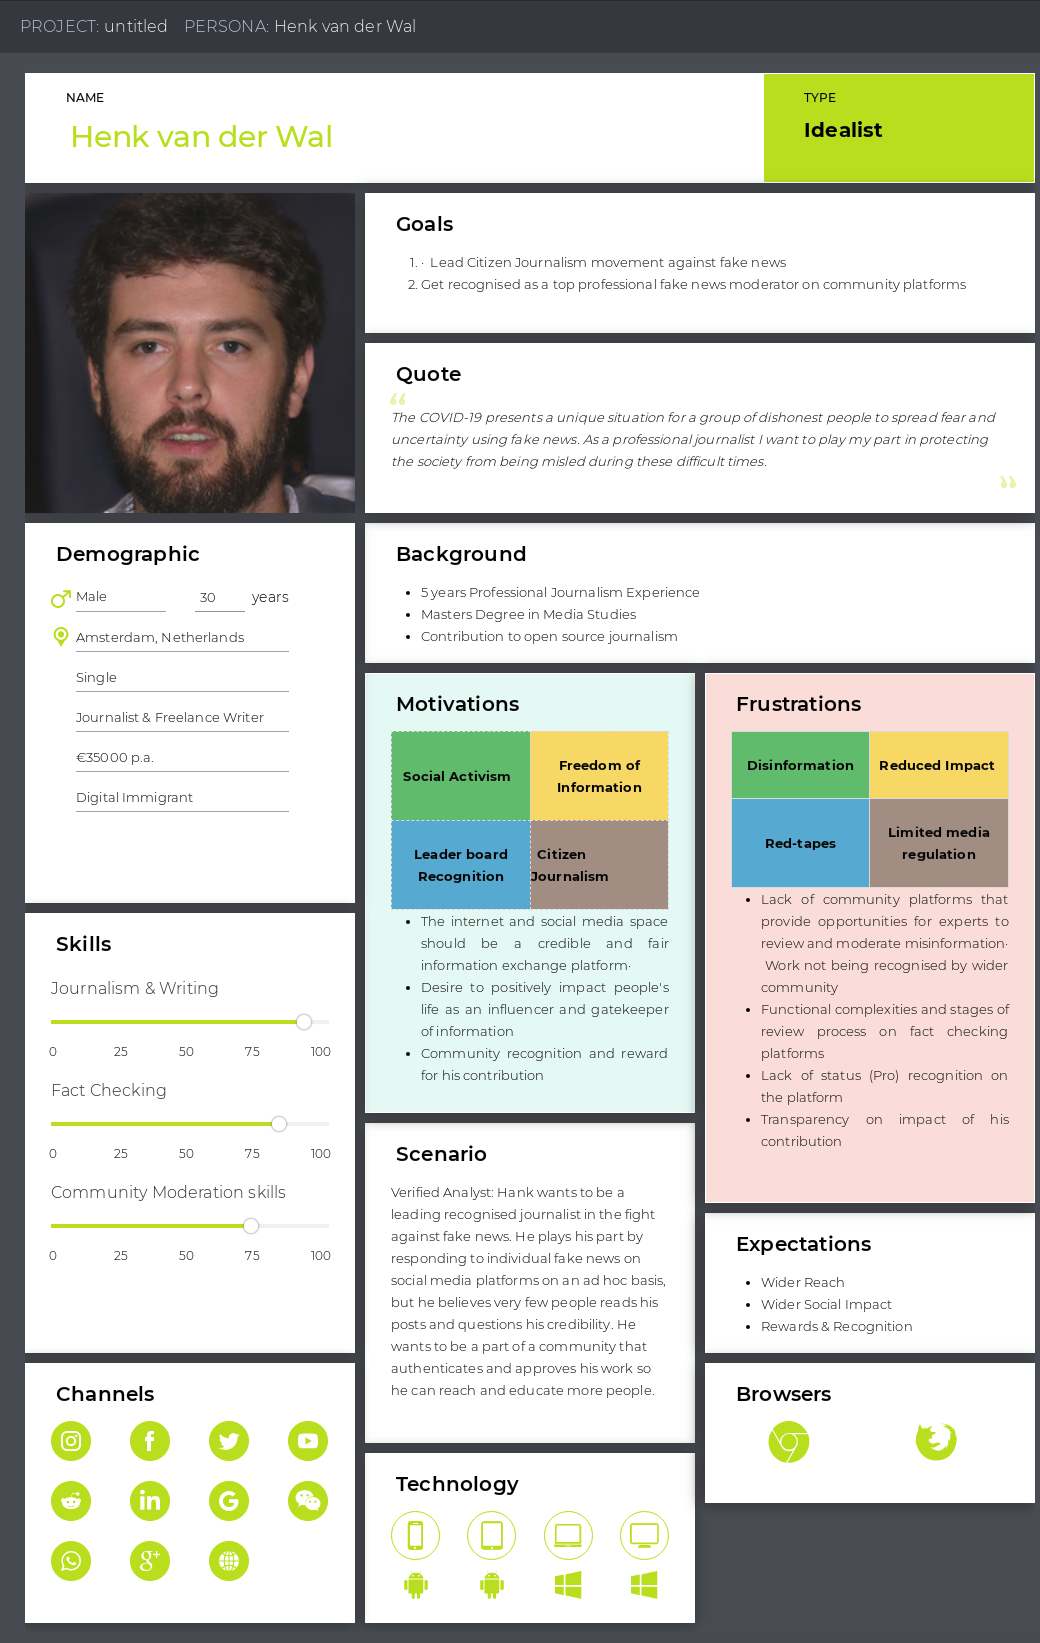 PROJECT: untitled PERSONA: Henk van der Wal
NAME
Henk van der Wal
TYPE
Idealist
Goals
1. · Lead Citizen Journalism movement against fake news
2. Get recognised as a top professional fake news moderator on community platforms
Quote
“
The COVID-19 presents a unique situation for a group of dishonest people to spread fear and
uncertainty using fake news. As a professional journalist I want to play my part in protecting
the society from being misled during these difficult times.
”
Demographic
Male 30 years
Amsterdam, Netherlands
Single
Journalist & Freelance Writer
€35000 p.a.
Digital Immigrant
Background
• 5 years Professional Journalism Experience
• Masters Degree in Media Studies
• Contribution to open source journalism
Motivations
Social Activism
Freedom of
Information
Leader board
Recognition
Citizen
Journalism
• The internet and social media space
should be a credible and fair
information exchange platform·
• Desire to positively impact people's
life as an influencer and gatekeeper
of information
• Community recognition and reward
for his contribution
Frustrations
Disinformation
Reduced Impact
Red-tapes
Limited media
regulation
• Lack of community platforms that
provide opportunities for experts to
review and moderate misinformation·
Work not being recognised by wider
community
• Functional complexities and stages of
review process on fact checking
platforms
• Lack of status (Pro) recognition on
the platform
• Transparency on impact of his
contribution
Skills
Journalism & Writing
0 25 50 75 100
Fact Checking
0 25 50 75 100
Community Moderation skills
0 25 50 75 100
Scenario
Verified Analyst: Hank wants to be a
leading recognised journalist in the fight
against fake news. He plays his part by
responding to individual fake news on
social media platforms on an ad hoc basis,
but he believes very few people reads his
posts and questions his credibility. He
wants to be a part of a community that
authenticates and approves his work so
he can reach and educate more people.
Expectations
• Wider Reach
• Wider Social Impact
• Rewards & Recognition
Channels
Browsers
Technology